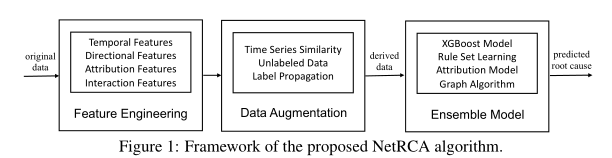 original
data
Temporal Features
Directional Features
Attribution Features
Interaction Features
Feature Engineering
Time Series Similarity
Unlabeled Data
Label Propagation
Data Augmentation
derived
data
XGBoost Model
Rule Set Learning
Attribution Model
Graph Algorithm
Ensemble Model
predicted
root cause
Figure 1: Framework of the proposed NetRCA algorithm.